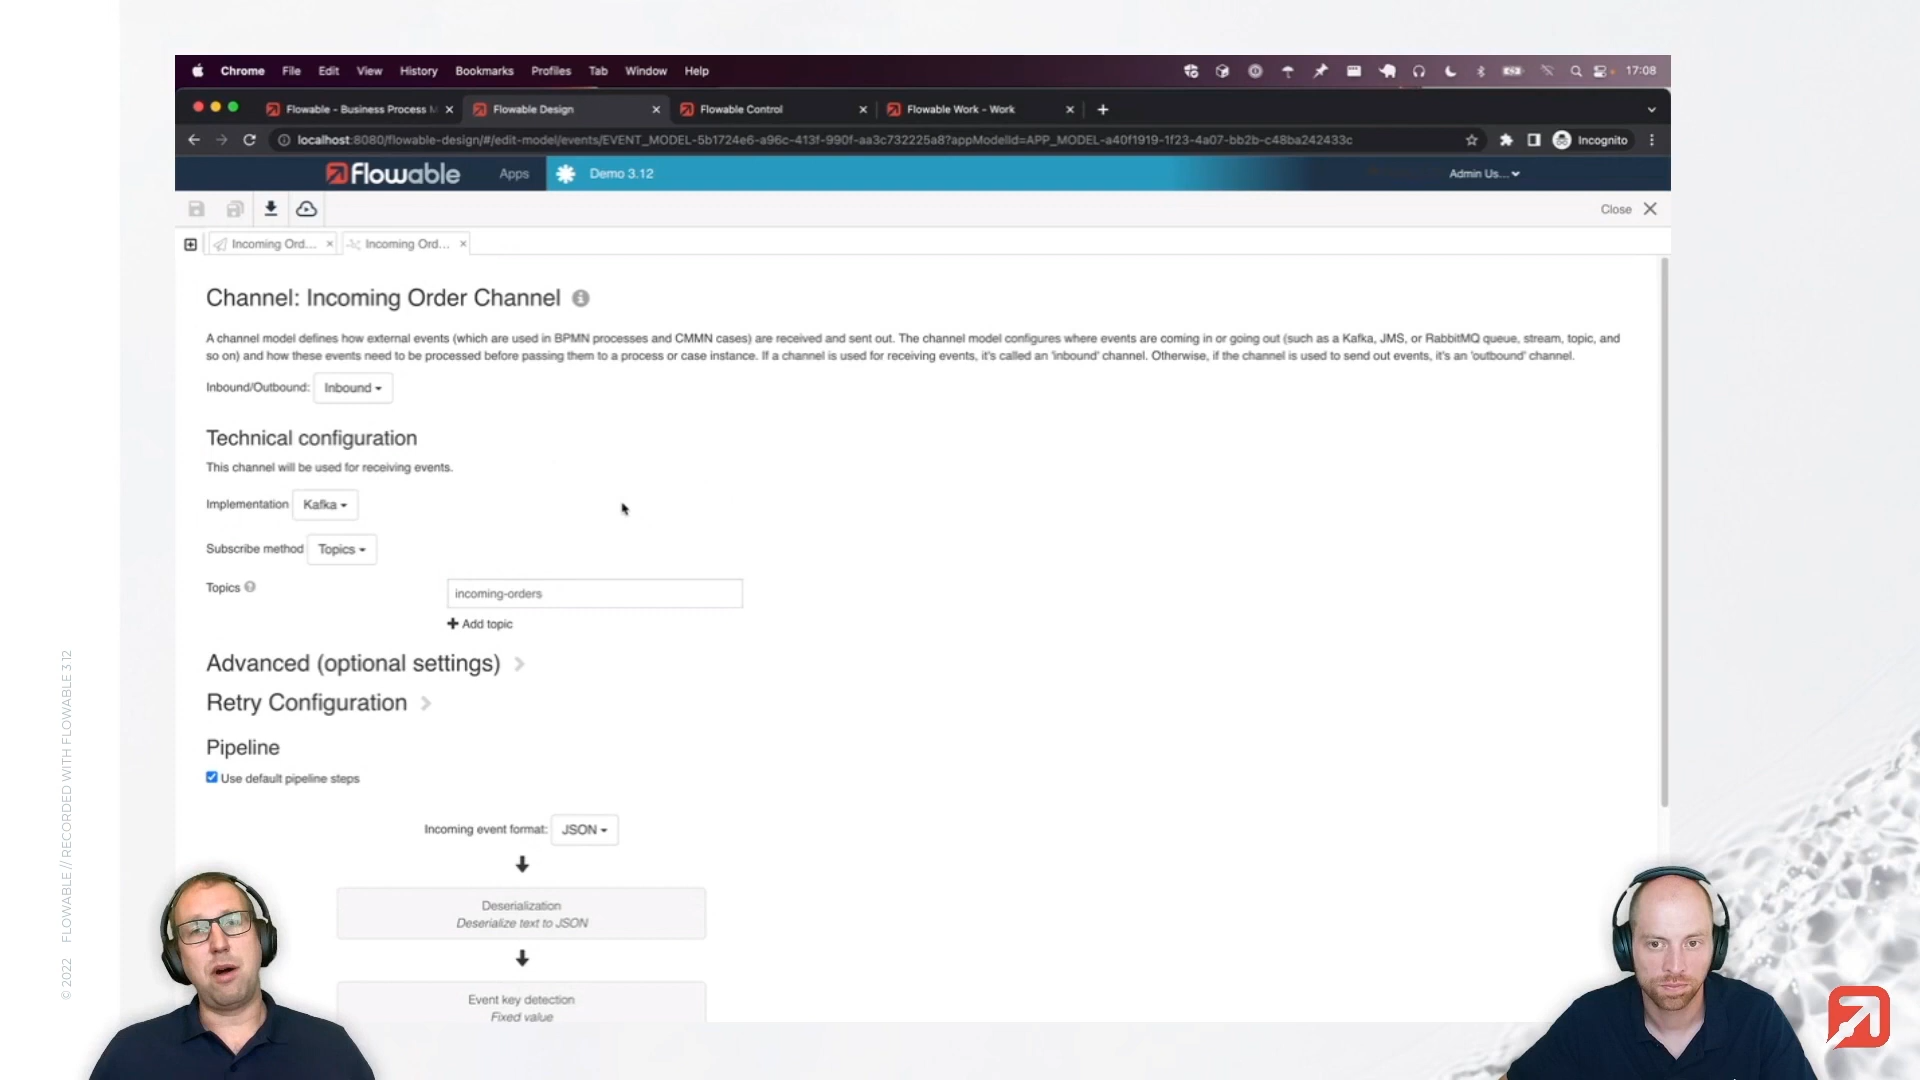 Chrome File Edit View History Bookmarks Profiles Tab Window Help 17:08
Flowable - Business Process M Flowable Design Flowable Control Flowable Work - Work
localhost:8080/flowable-design/#/edit-model/events/EVENT_MODEL-5b1724e6-a96c-413f-990f-aa3c732225a8?appModelId=APP_MODEL-a40f1919-1f23-4a07-bb2b-c48ba242433c Incognito
flowable Apps Demo 3.12 Admin Us...
Close
Incoming Ord... Incoming Ord...
Channel: Incoming Order Channel
A channel model defines how external events (which are used in BPMN processes and CMMN cases) are received and sent out. The channel model configures where events are coming in or going out (such as a Kafka, JMS, or RabbitMQ queue, stream, topic, and
so on) and how these events need to be processed before passing them to a process or case instance. If a channel is used for receiving events, it's called an 'inbound' channel. Otherwise, if the channel is used to send out events, it's an 'outbound' channel.
Inbound/Outbound: Inbound
Technical configuration
This channel will be used for receiving events.
Implementation Kafka
Subscribe method Topics
Topics
incoming-orders
Add topic
Advanced (optional settings)
Retry Configuration
Pipeline
Use default pipeline steps
Incoming event format: JSON
Deserialization
Deserialize text to JSON
Event key detection
Fixed value
© 2022 FLOWABLE // RECORDED WITH FLOWABLE 3.12